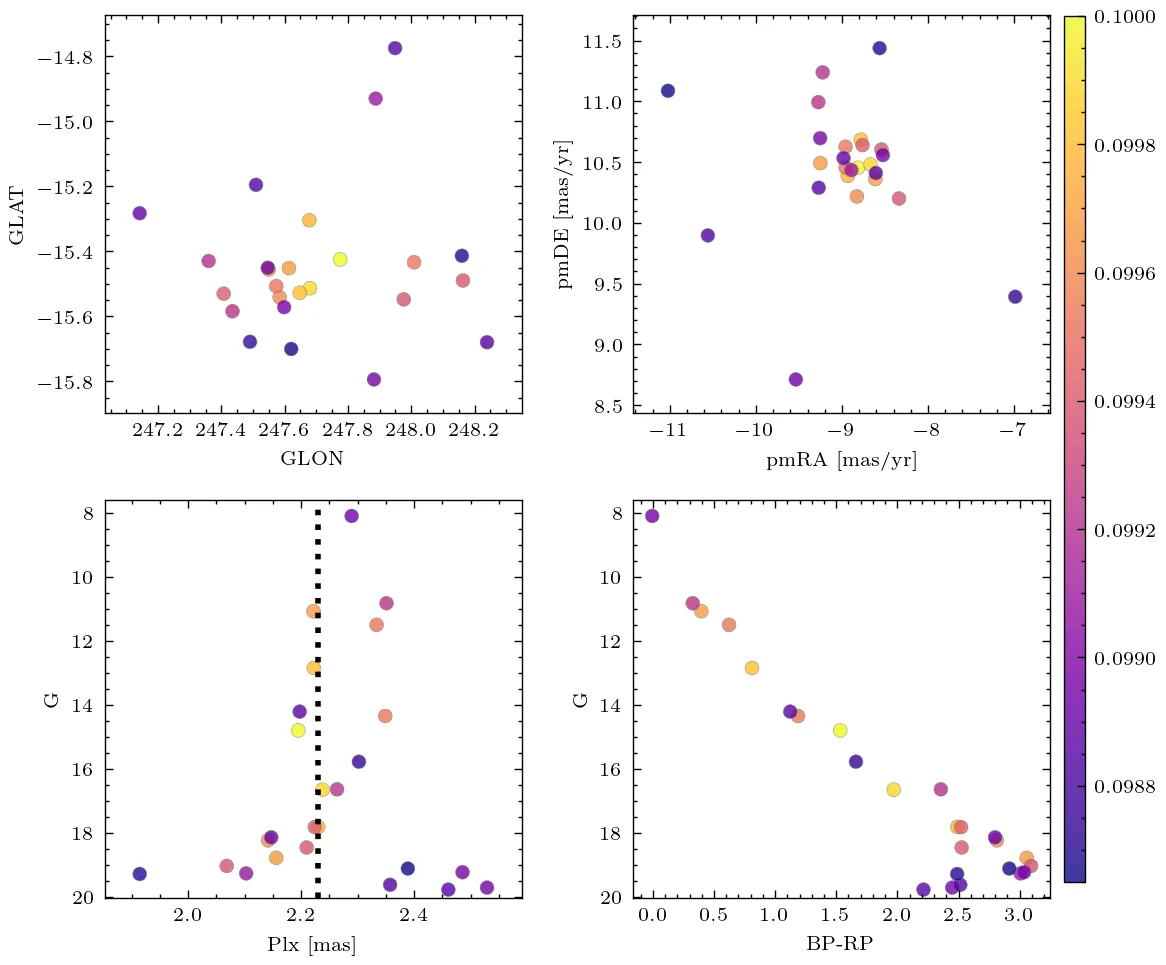 −14.8
−15.0
−15.2
−15.4
−15.6
−15.8
GLAT
247.2 247.4 247.6 247.8 248.0 248.2
GLON
11.5
11.0
10.5
10.0
9.5
9.0
8.5
pmDE [mas/yr]
−11 −10 −9 −8 −7
pmRA [mas/yr]
0.1000
0.0998
0.0996
0.0994
0.0992
0.0990
0.0988
8
10
12
14
16
18
20
G
2.0 2.2 2.4
Plx [mas]
8
10
12
14
16
18
20
G
0.0 0.5 1.0 1.5 2.0 2.5 3.0
BP-RP